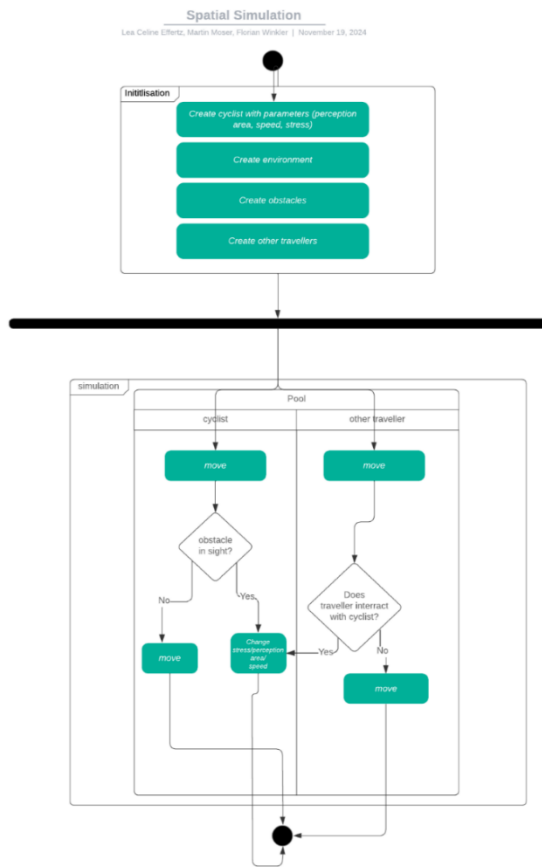 Spatial Simulation
Lea Celine Effertz, Martin Moser, Florian Winkler | November 19, 2024
Inititlisation
Create cyclist with parameters (perception
area, speed, stress)
Create environment
Create obstacles
Create other travellers
simulation
Pool
cyclist
other traveller
move
move
obstacle
in sight?
Does
traveller interract
with cyclist?
No
Yes
move
Change
stress/perception
area/
speed
Yes
No
move